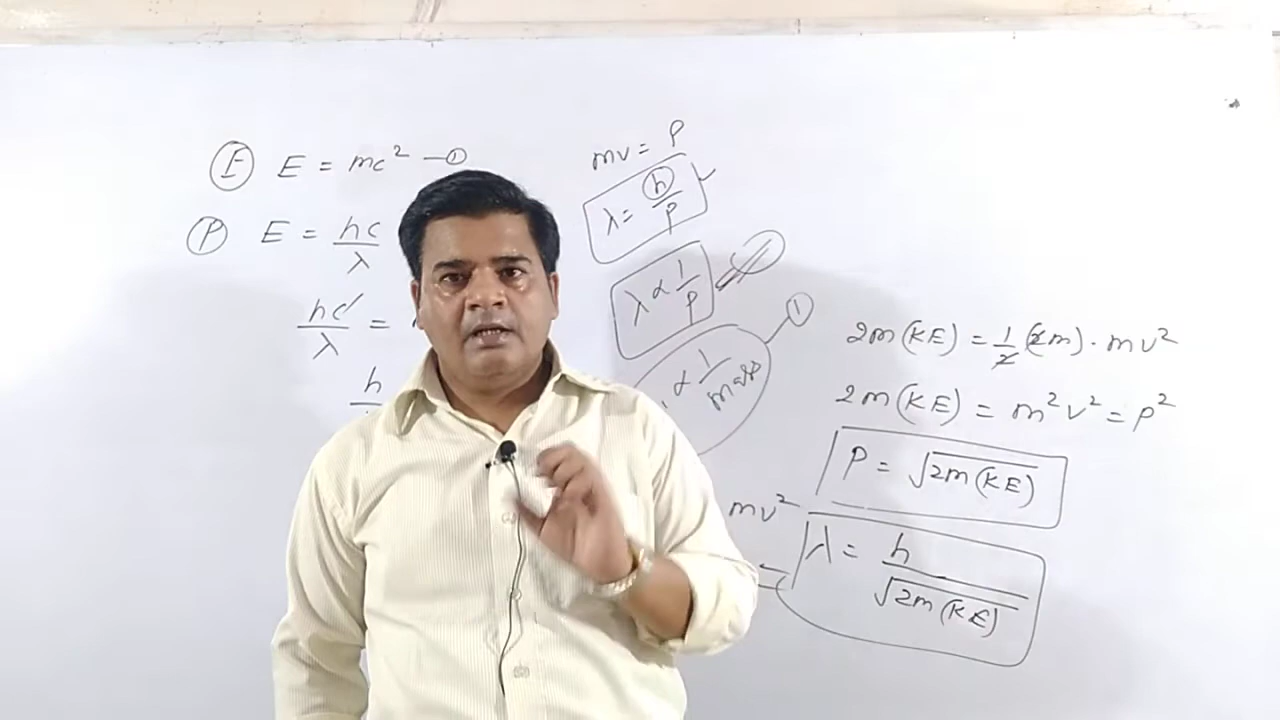 E E = mc² —①
P E = hc/λ
hc/λ =
h
mv = P
λ = h/P
λ ∝ 1/P
∝ 1/mass ①
mv²
2m(KE) = 1/2 (2m) · mv²
2m(KE) = m²v² = p²
P = √2m(KE)
λ = h/√2m(KE)